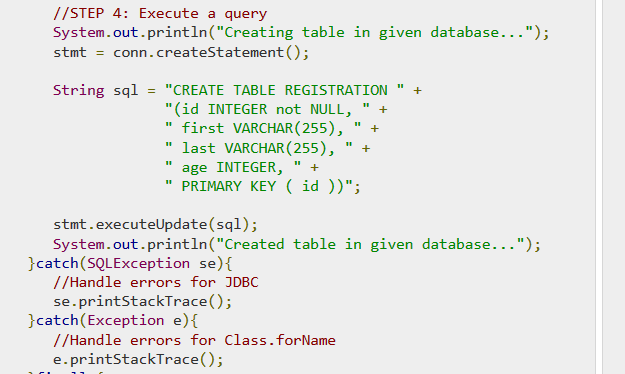 //STEP 4: Execute a query
System.out.println("Creating table in given database...");
stmt = conn.createStatement();
String sql = "CREATE TABLE REGISTRATION " +
"(id INTEGER not NULL, " +
" first VARCHAR(255), " +
" last VARCHAR(255), " +
" age INTEGER, " +
" PRIMARY KEY ( id ))";
stmt.executeUpdate(sql);
System.out.println("Created table in given database...");
}catch(SQLException se){
//Handle errors for JDBC
se.printStackTrace();
}catch(Exception e){
//Handle errors for Class.forName
e.printStackTrace();